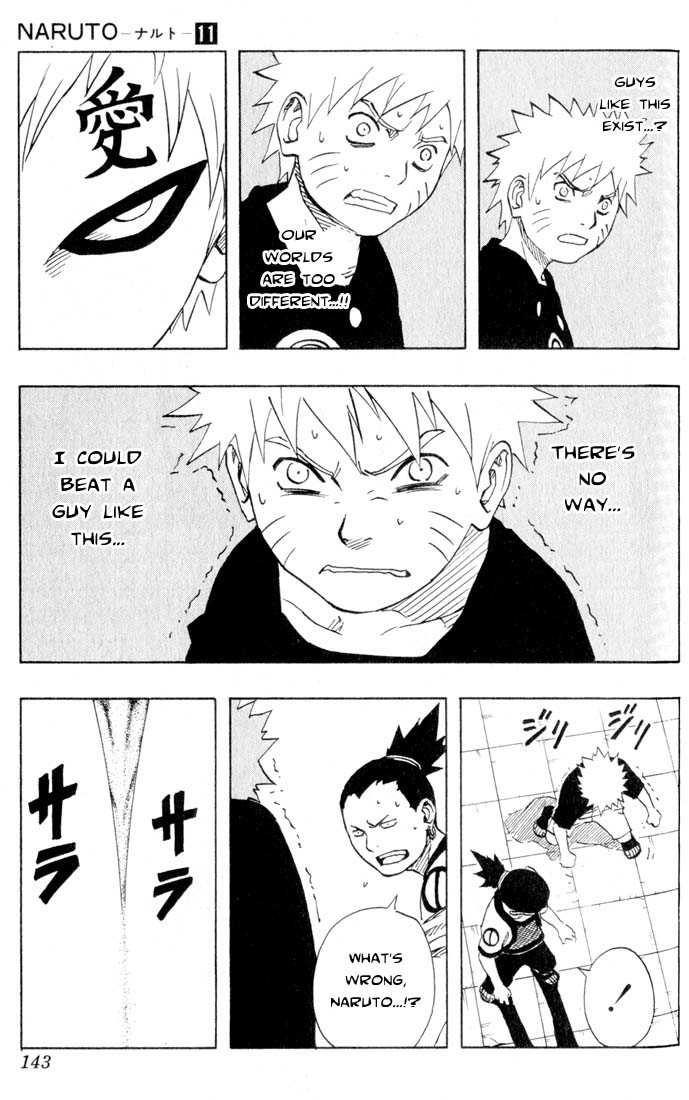 NARUTO—ナルト—11
GUYS
LIKE THIS
EXIST...?
OUR
WORLDS
ARE TOO
DIFFERENT...!!
愛
THERE'S
NO
WAY...
I COULD
BEAT A
GUY LIKE
THIS...
ジリ
ジリ
!
WHAT'S
WRONG,
NARUTO...!?
サラ
サラ
143